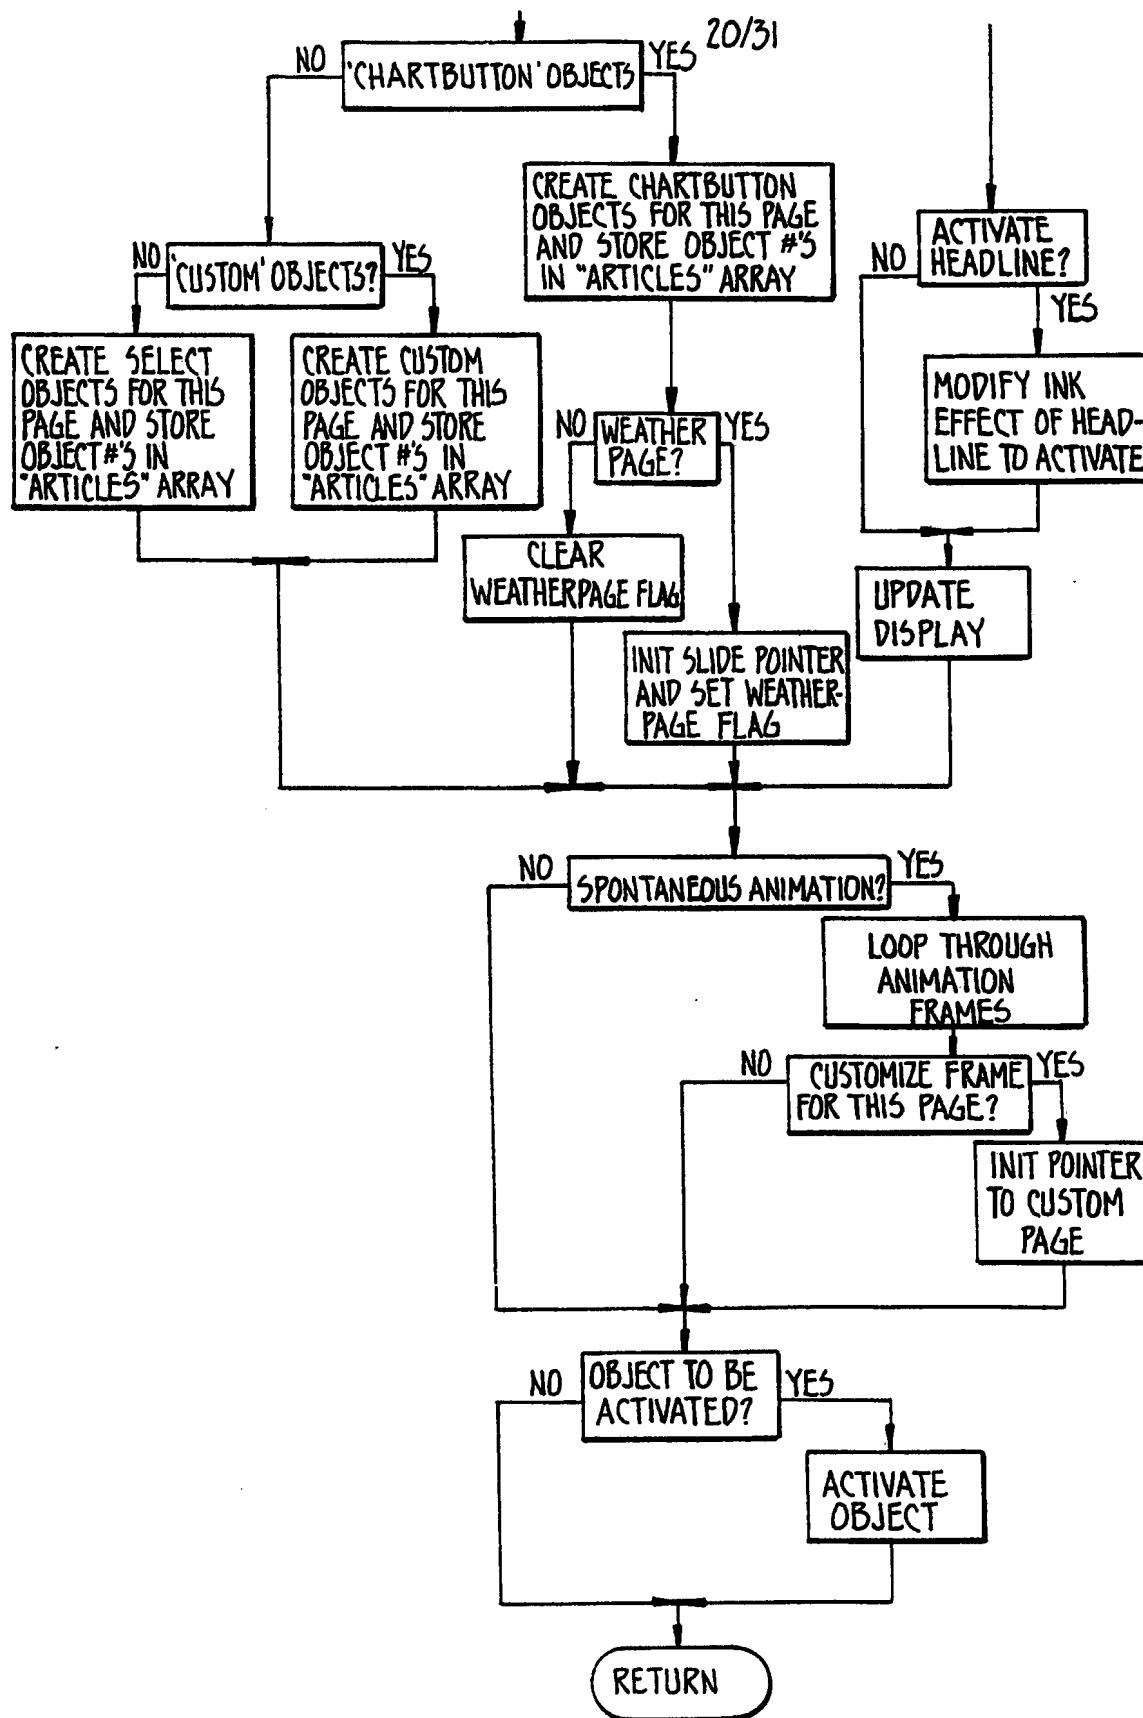 20/31
NO
'CHARTBUTTON' OBJECTS
YES
CREATE CHARTBUTTON
OBJECTS FOR THIS PAGE
AND STORE OBJECT #'S
IN "ARTICLES" ARRAY
ACTIVATE
HEADLINE?
NO
YES
NO
'CUSTOM' OBJECTS?
YES
CREATE SELECT
OBJECTS FOR THIS
PAGE AND STORE
OBJECT #'S IN
"ARTICLES" ARRAY
CREATE CUSTOM
OBJECTS FOR THIS
PAGE AND STORE
OBJECT #'S IN
"ARTICLES" ARRAY
MODIFY INK
EFFECT OF HEAD-
LINE TO ACTIVATE
NO
WEATHER
PAGE?
YES
CLEAR
WEATHERPAGE FLAG
UPDATE
DISPLAY
INIT SLIDE POINTER
AND SET WEATHER-
PAGE FLAG
NO
SPONTANEOUS ANIMATION?
YES
LOOP THROUGH
ANIMATION
FRAMES
NO
CUSTOMIZE FRAME
FOR THIS PAGE?
YES
INIT POINTER
TO CUSTOM
PAGE
NO
OBJECT TO BE
ACTIVATED?
YES
ACTIVATE
OBJECT
RETURN